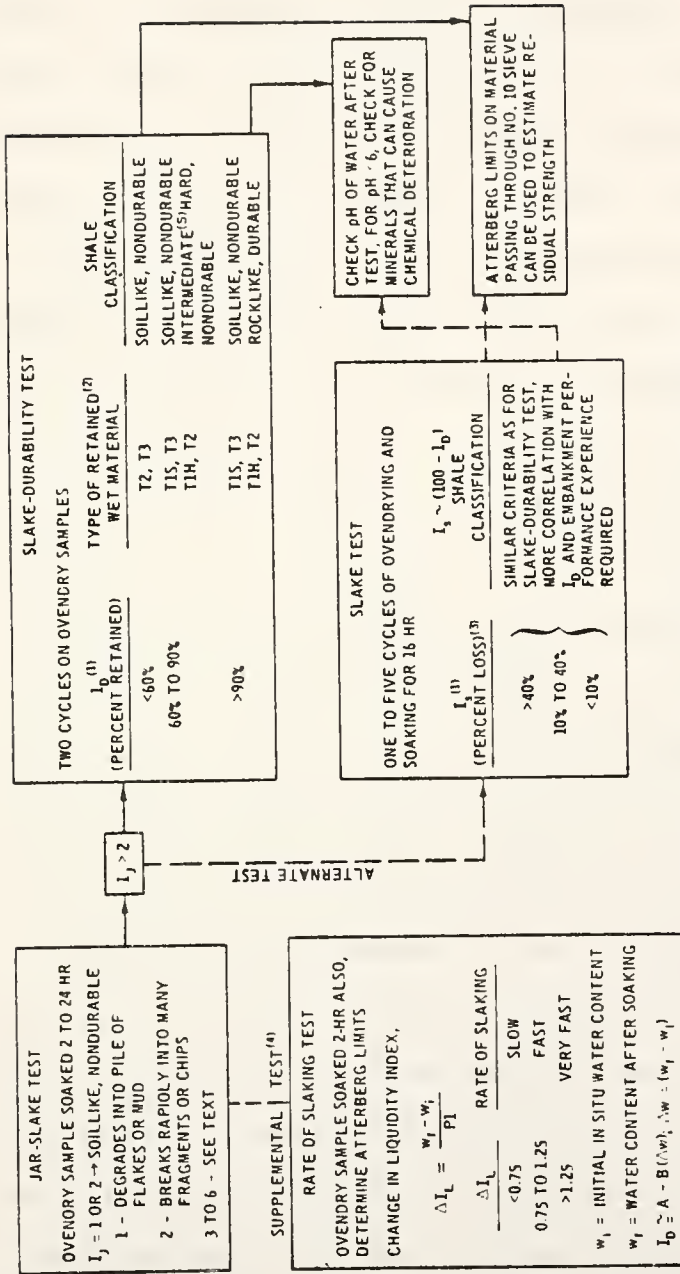 JAR-SLAKE TEST
OVENDRY SAMPLE SOAKED 2 TO 24 HR
I_J = 1 OR 2 → SOILLIKE, NONDURABLE
1 - DEGRADES INTO PILE OF
FLAKES OR MUD
2 - BREAKS RAPIDLY INTO MANY
FRAGMENTS OR CHIPS
3 TO 6 - SEE TEXT
I_J > 2
SUPPLEMENTAL TEST(4)
ALTERNATE TEST
RATE OF SLAKING TEST
OVENDRY SAMPLE SOAKED 2-HR ALSO,
DETERMINE ATTERBERG LIMITS
CHANGE IN LIQUIDITY INDEX,
ΔI_L = (w_f - w_i) / PI
ΔI_L RATE OF SLAKING
<0.75 SLOW
0.75 TO 1.25 FAST
>1.25 VERY FAST
w_i = INITIAL IN SITU WATER CONTENT
w_f = WATER CONTENT AFTER SOAKING
I_D ~ A - B(Δw); Δw = (w_f - w_i)
SLAKE-DURABILITY TEST
TWO CYCLES ON OVENDRY SAMPLES
I_D(1) TYPE OF RETAINED(2) SHALE
(PERCENT RETAINED) WET MATERIAL CLASSIFICATION
<60% T2, T3 SOILLIKE, NONDURABLE
60% TO 90% T1S, T3 SOILLIKE, NONDURABLE
T1H, T2 INTERMEDIATE(5) HARD,
NONDURABLE
>90% T1S, T3 SOILLIKE, NONDURABLE
T1H, T2 ROCKLIKE, DURABLE
SLAKE TEST
ONE TO FIVE CYCLES OF OVENDRYING AND
SOAKING FOR 16 HR
I_s(1) I_s ~ (100 - I_D)
(PERCENT LOSS)(3) SHALE
CLASSIFICATION
>40%
10% TO 40%
<10%
SIMILAR CRITERIA AS FOR
SLAKE-DURABILITY TEST,
MORE CORRELATION WITH
I_D AND EMBANKMENT PER-
FORMANCE EXPERIENCE
REQUIRED
CHECK pH OF WATER AFTER
TEST, FOR pH 6, CHECK FOR
MINERALS THAT CAN CAUSE
CHEMICAL DETERIORATION
ATTERBERG LIMITS ON MATERIAL
PASSING THROUGH NO. 10 SIEVE
CAN BE USED TO ESTIMATE RE-
SIDUAL STRENGTH